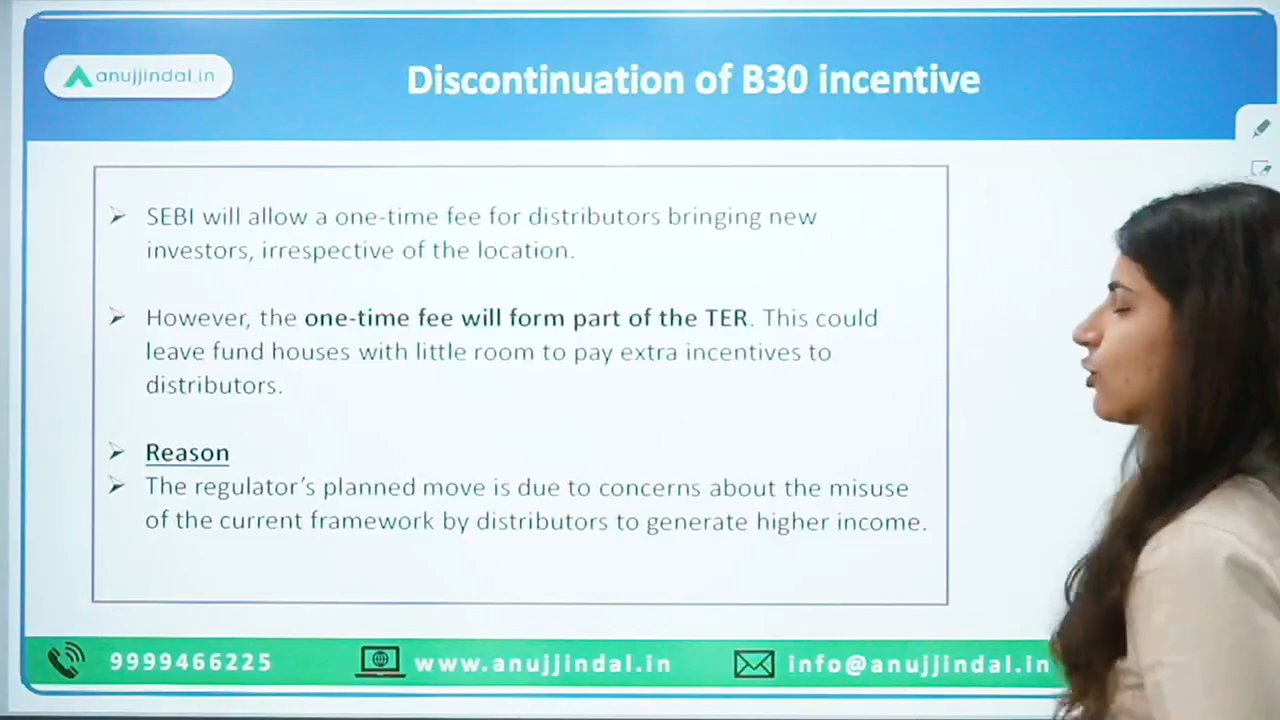 anujjindal.in
Discontinuation of B30 incentive
SEBI will allow a one-time fee for distributors bringing new
investors, irrespective of the location.
However, the one-time fee will form part of the TER. This could
leave fund houses with little room to pay extra incentives to
distributors.
Reason
The regulator's planned move is due to concerns about the misuse
of the current framework by distributors to generate higher income.
9999466225
www.anujjindal.in
info@anujjindal.in